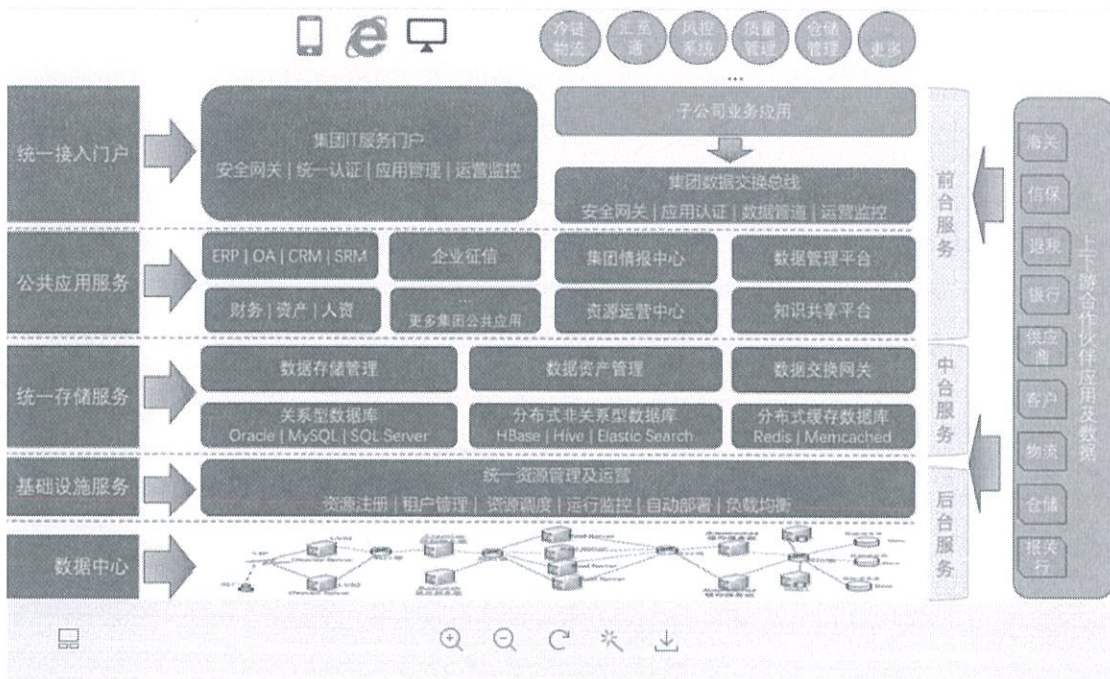 冷链
物流
汇至
通
风控
系统
质量
管理
仓储
管理
更多
...
统一接入门户
集团IT服务门户
安全网关 | 统一认证 | 应用管理 | 运营监控
子公司业务应用
集团数据交换总线
安全网关 | 应用认证 | 数据管道 | 运营监控
前台服务
公共应用服务
ERP | OA | CRM | SRM
企业征信
集团情报中心
数据管理平台
财务 | 资产 | 人资
...
更多集团公共应用
资源运营中心
知识共享平台
统一存储服务
数据存储管理
数据资产管理
数据交换网关
中台服务
关系型数据库
Oracle | MySQL | SQL Server
分布式非关系型数据库
HBase | Hive | Elastic Search
分布式缓存数据库
Redis | Memcached
基础设施服务
统一资源管理及运营
资源注册 | 租户管理 | 资源调度 | 运行监控 | 自动部署 | 负载均衡
后台服务
数据中心
海关
信保
退税
银行
供应
商
客户
物流
仓储
报关
行
上下游合作伙伴应用及数据